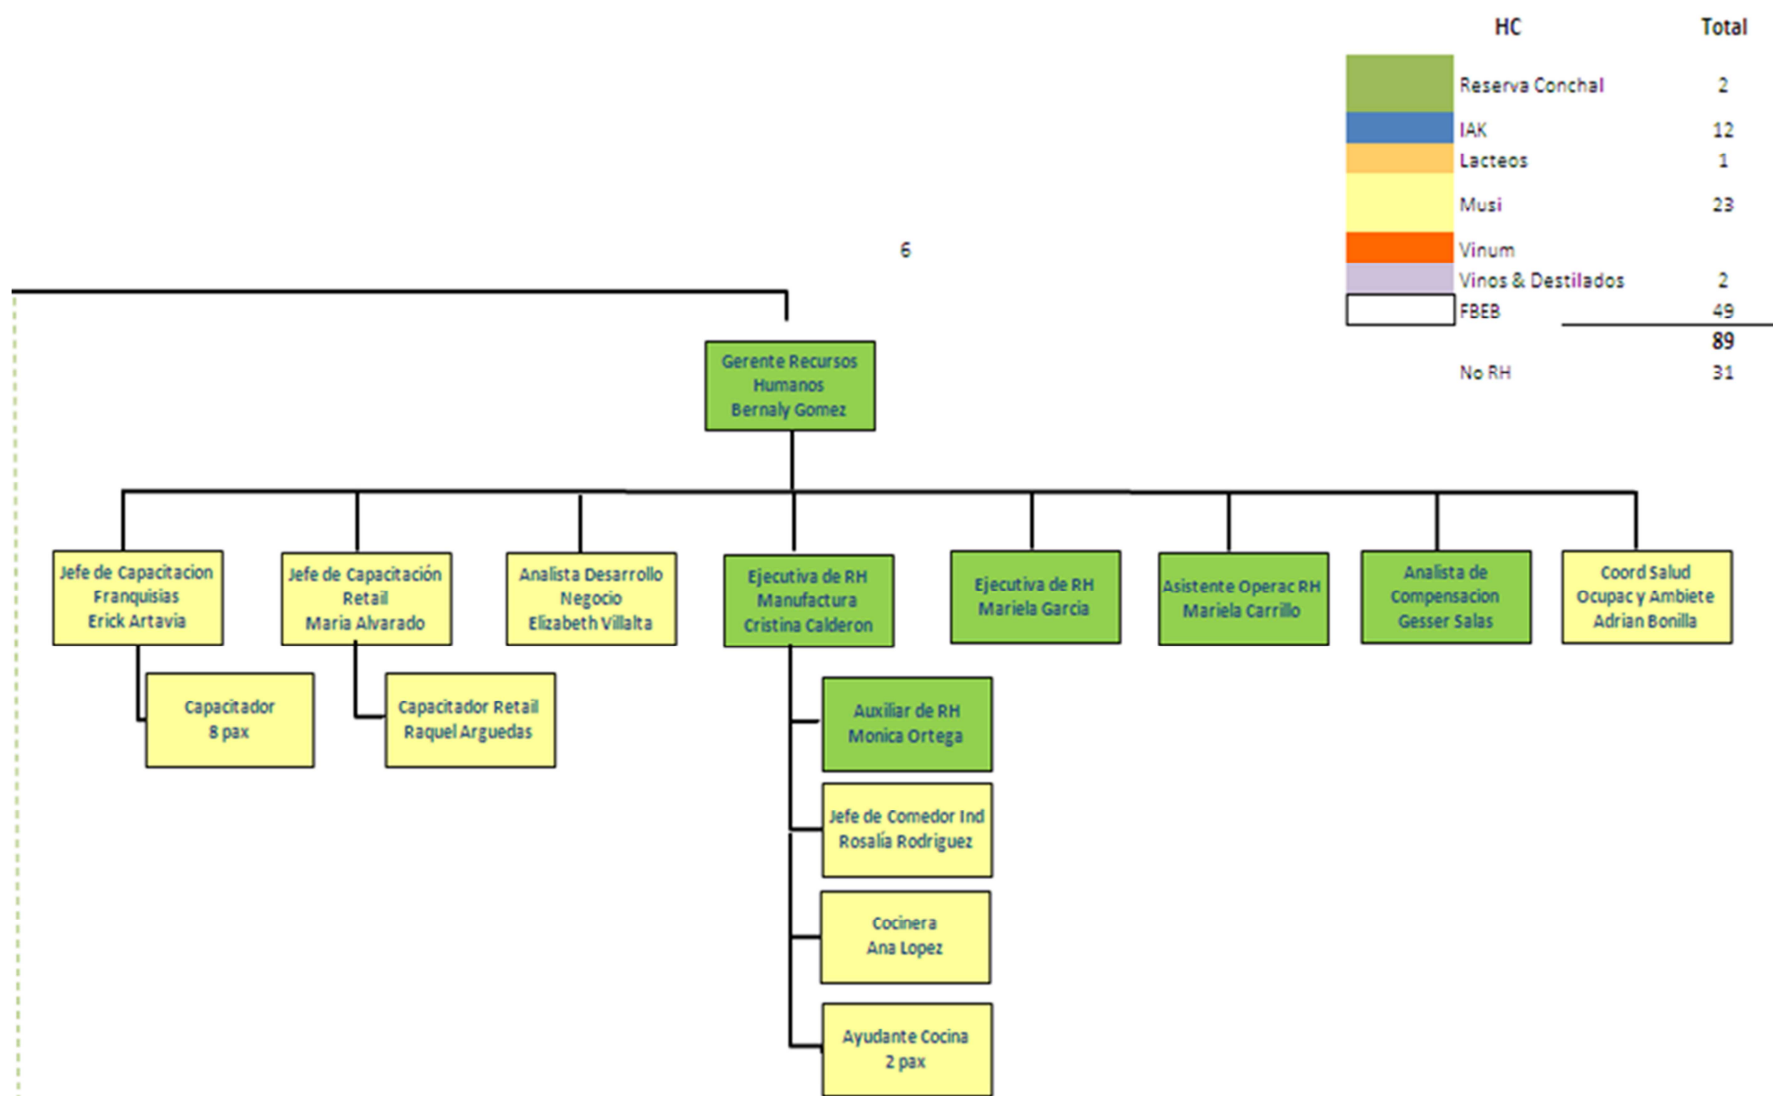 HC Total
Reserva Conchal 2
IAK 12
Lacteos 1
Musi 23
6
Vinum
Vinos & Destilados 2
FBEB 49
89
No RH 31
Gerente Recursos
Humanos
Bernaly Gomez
Jefe de Capacitacion
Franquisias
Erick Artavia
Jefe de Capacitación
Retail
Maria Alvarado
Analista Desarrollo
Negocio
Elizabeth Villalta
Ejecutiva de RH
Manufactura
Cristina Calderon
Ejecutiva de RH
Mariela Garcia
Asistente Operac RH
Mariela Carrillo
Analista de
Compensacion
Gesser Salas
Coord Salud
Ocupac y Ambiete
Adrian Bonilla
Capacitador
8 pax
Capacitador Retail
Raquel Arguedas
Auxiliar de RH
Monica Ortega
Jefe de Comedor Ind
Rosalía Rodriguez
Cocinera
Ana Lopez
Ayudante Cocina
2 pax